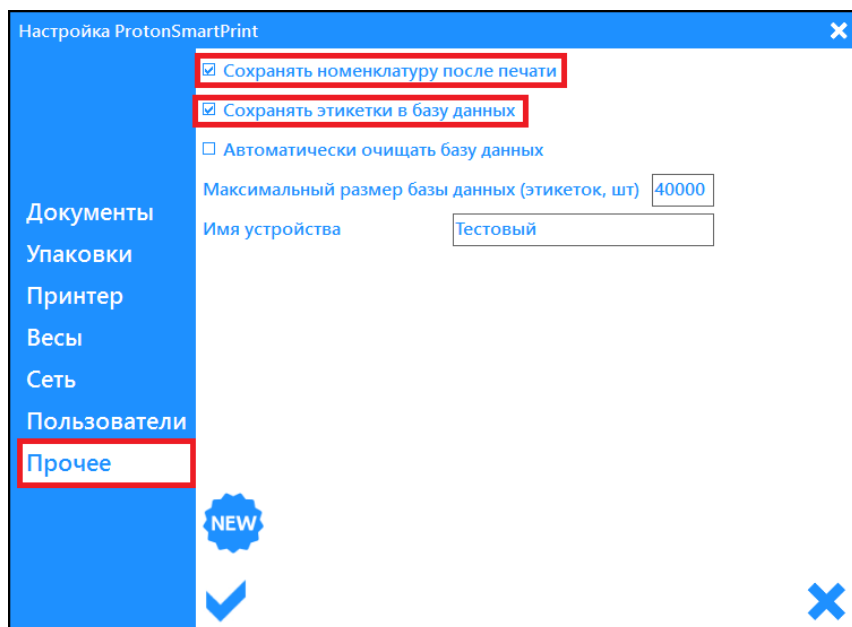 Настройка ProtonSmartPrint
Сохранять номенклатуру после печати
Сохранять этикетки в базу данных
Автоматически очищать базу данных
Максимальный размер базы данных (этикеток, шт) 40000
Имя устройства Тестовый
Документы
Упаковки
Принтер
Весы
Сеть
Пользователи
Прочее
NEW